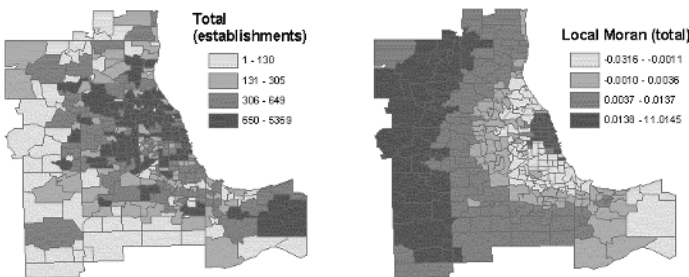 Total
(establishments)
1 - 130
131 - 305
306 - 649
650 - 5369
Local Moran (total)
-0.0316 - -0.0011
-0.0010 - 0.0036
0.0037 - 0.0137
0.0138 - 11.0145